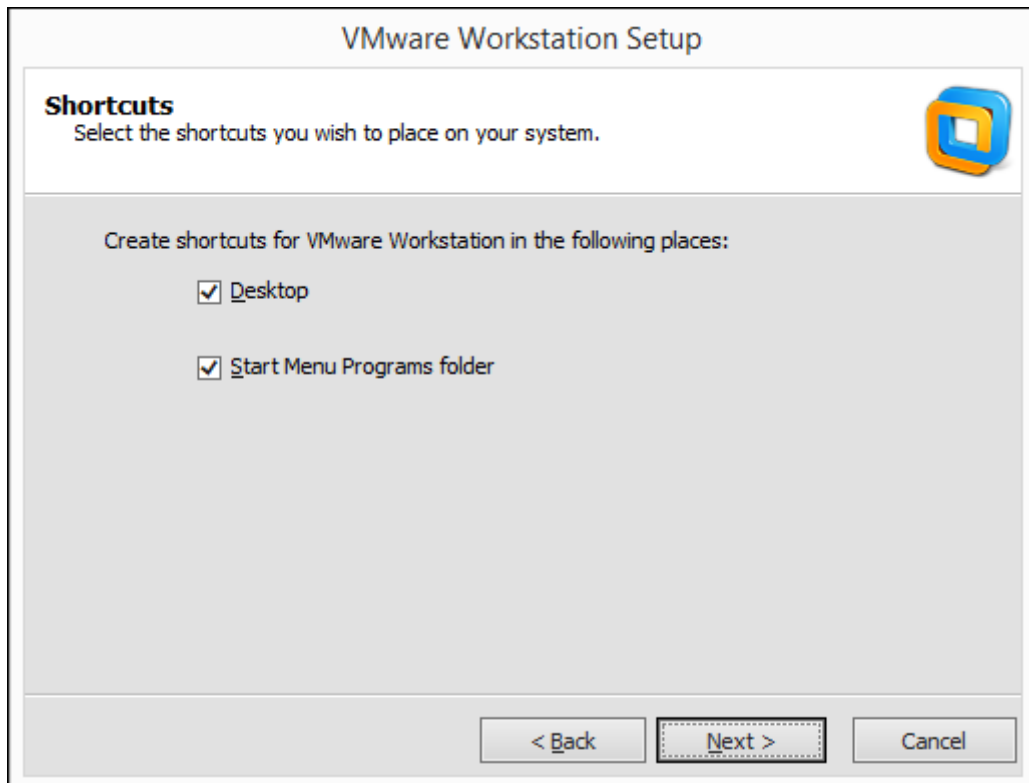 VMware Workstation Setup
Shortcuts
Select the shortcuts you wish to place on your system.
Create shortcuts for VMware Workstation in the following places:
Desktop
Start Menu Programs folder
< Back
Next >
Cancel